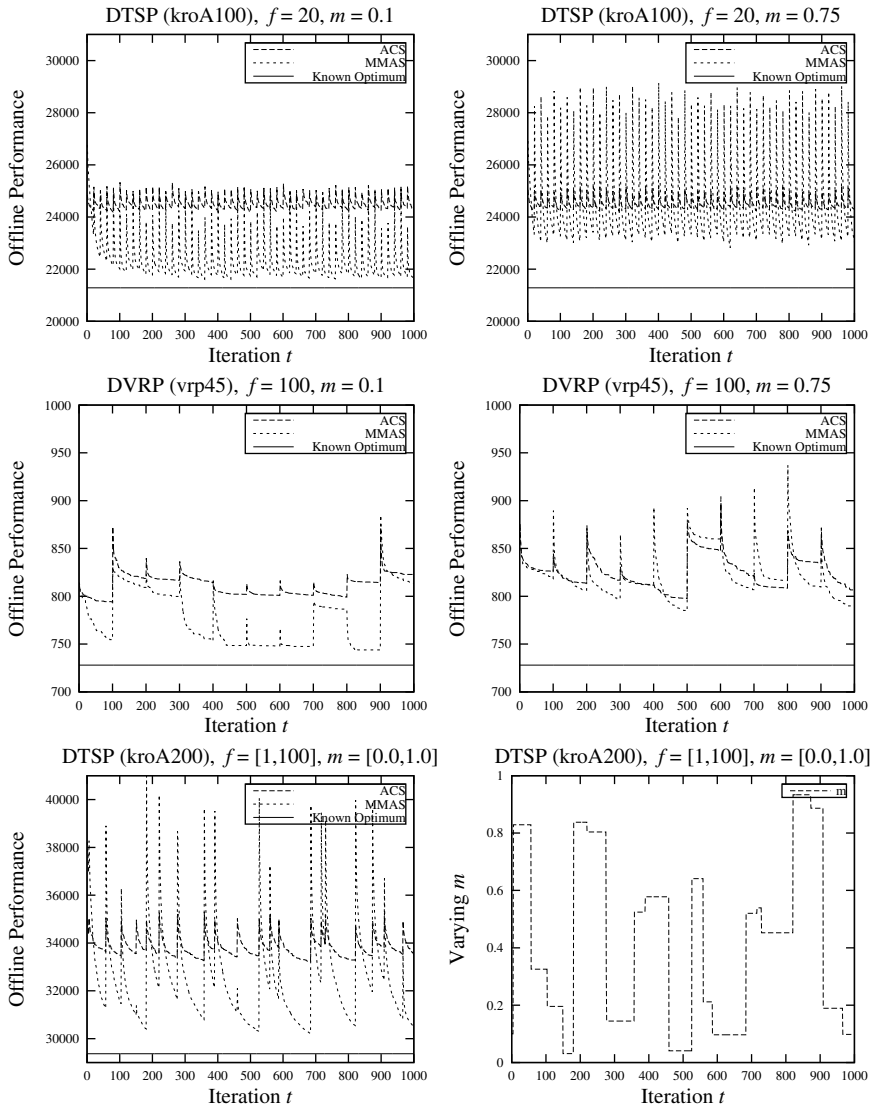 DTSP (kroA100), f = 20, m = 0.1
Offline Performance
30000
28000
26000
24000
22000
20000
ACS
MMAS
Known Optimum
0 100 200 300 400 500 600 700 800 900 1000
Iteration t
DTSP (kroA100), f = 20, m = 0.75
Offline Performance
30000
28000
26000
24000
22000
20000
ACS
MMAS
Known Optimum
0 100 200 300 400 500 600 700 800 900 1000
Iteration t
DVRP (vrp45), f = 100, m = 0.1
Offline Performance
1000
950
900
850
800
750
700
ACS
MMAS
Known Optimum
0 100 200 300 400 500 600 700 800 900 1000
Iteration t
DVRP (vrp45), f = 100, m = 0.75
Offline Performance
1000
950
900
850
800
750
700
ACS
MMAS
Known Optimum
0 100 200 300 400 500 600 700 800 900 1000
Iteration t
DTSP (kroA200), f = [1,100], m = [0.0,1.0]
Offline Performance
40000
38000
36000
34000
32000
30000
ACS
MMAS
Known Optimum
0 100 200 300 400 500 600 700 800 900 1000
Iteration t
DTSP (kroA200), f = [1,100], m = [0.0,1.0]
Varying m
1
0.8
0.6
0.4
0.2
0
m
0 100 200 300 400 500 600 700 800 900 1000
Iteration t